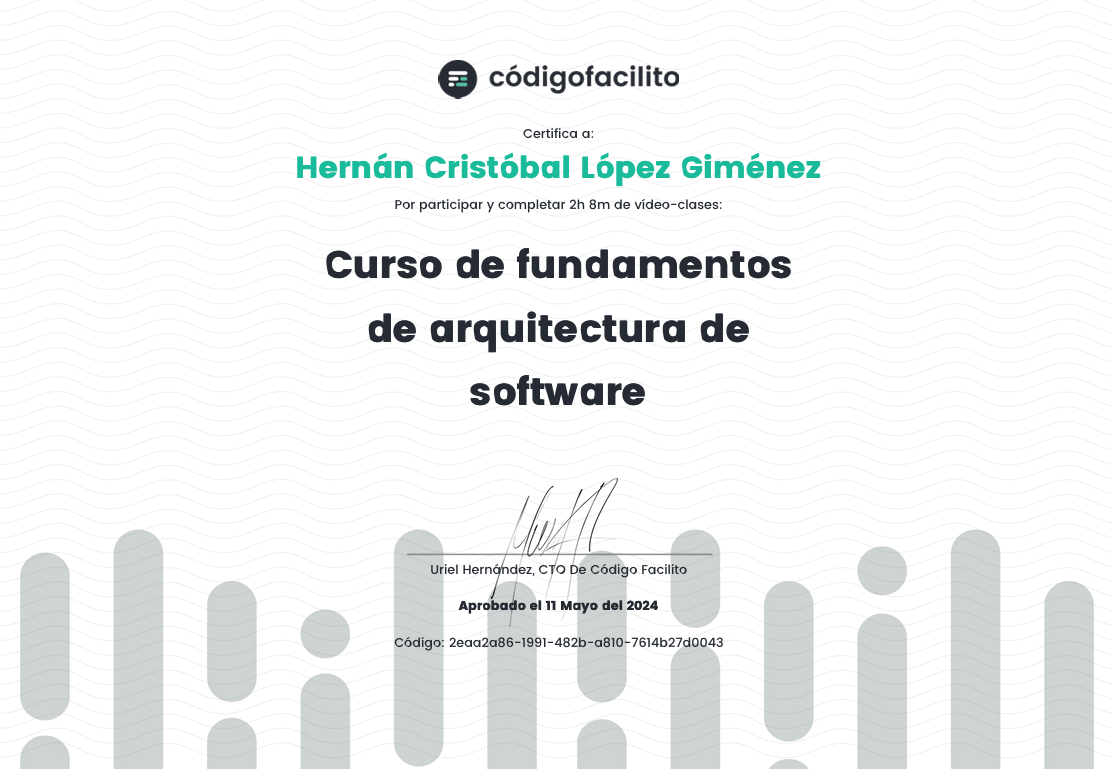 códigofacilito
Certifica a:
Hernán Cristóbal López Giménez
Por participar y completar 2h 8m de vídeo-clases:
Curso de fundamentos
de arquitectura de
software
Uriel Hernández, CTO De Código Facilito
Aprobado el 11 Mayo del 2024
Código: 2eaa2a86-1991-482b-a810-7614b27d0043